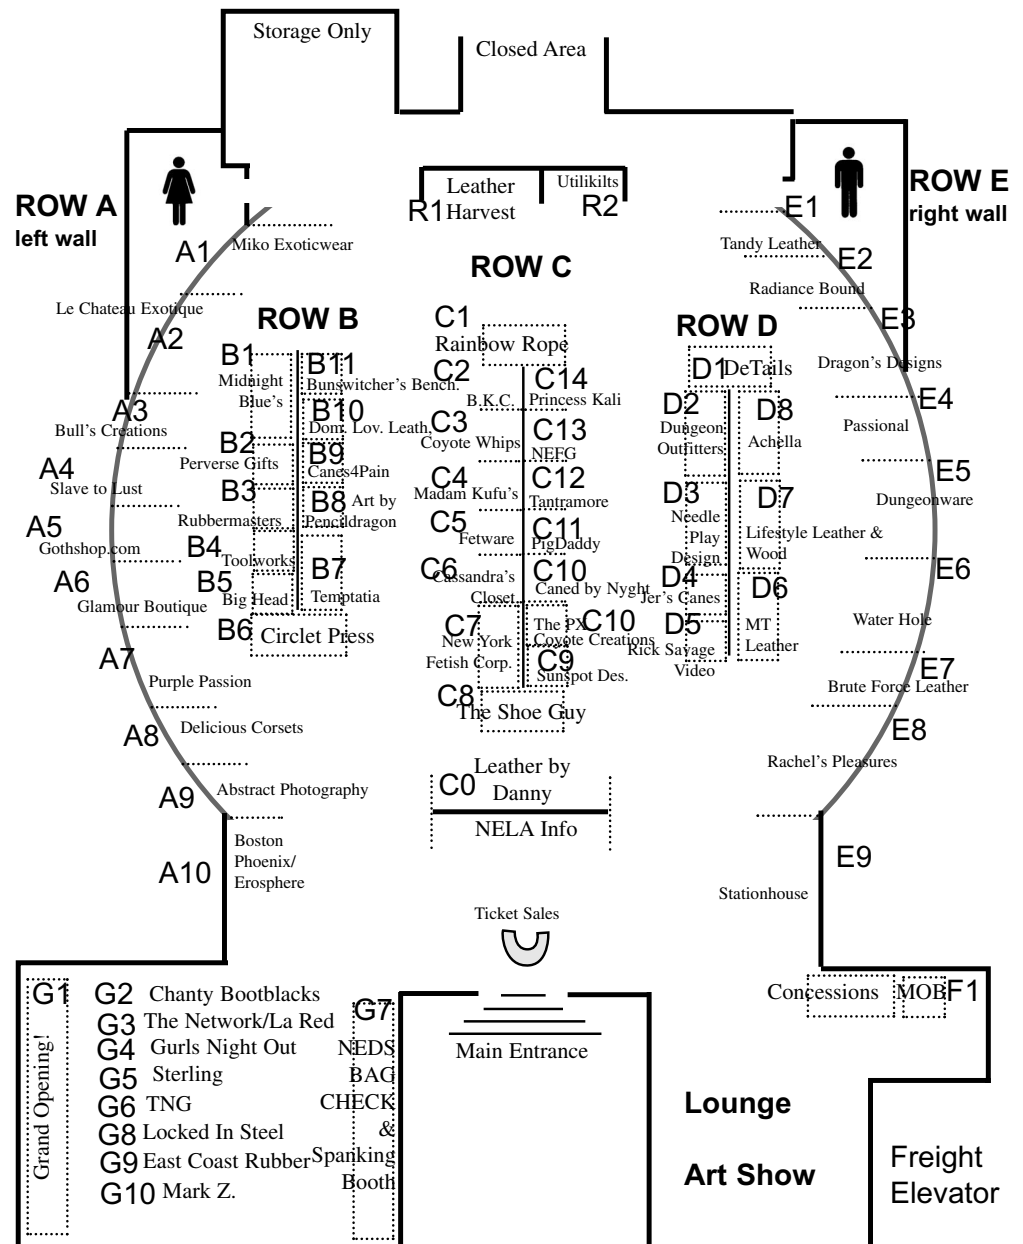 Storage Only
Closed Area
ROW A
left wall
ROW E
right wall
Leather
Harvest
R1
Utilikilts
R2
A1
Miko Exoticwear
Le Chateau Exotique
A2
A3
Bull's Creations
A4
Slave to Lust
A5
Gothshop.com
A6
Glamour Boutique
A7
Purple Passion
A8
Delicious Corsets
A9
Abstract Photography
A10
Boston
Phoenix/
Erosphere
ROW B
B1
Midnight
Blue's
B2
Perverse Gifts
B3
Rubbermasters
B4
Toolworks
B5
Big Head
B6
Circlet Press
B11
Bunswitcher's Bench.
B10
Dom. Lov. Leath,
B9
Canes4Pain
B8
Art by
Pencildragon
B7
Temptatia
ROW C
C1
Rainbow Rope
C2
B.K.C.
C3
Coyote Whips
C4
Madam Kufu's
C5
Fetware
C6
Cassandra's
Closet
C7
New York
Fetish Corp.
C8
The Shoe Guy
C14
Princess Kali
C13
NEFG
C12
Tantramore
C11
PigDaddy
C10
Caned by Nyght
The PX
C10
Coyote Creations
C9
Sunspot Des.
C0
Leather by
Danny
NELA Info
ROW D
D1
DeTails
D2
Dungeon
Outfitters
D3
Needle
Play
Design
D4
Jer's Canes
D5
Rick Savage
Video
D8
Achella
D7
Lifestyle Leather &
Wood
D6
MT
Leather
E1
Tandy Leather
E2
Radiance Bound
E3
Dragon's Designs
E4
Passional
E5
Dungeonware
E6
Water Hole
E7
Brute Force Leather
E8
Rachel's Pleasures
E9
Stationhouse
Ticket Sales
Main Entrance
G1
Grand Opening!
G2 Chanty Bootblacks
G3 The Network/La Red
G4 Gurls Night Out
G5 Sterling
G6 TNG
G8 Locked In Steel
G9 East Coast Rubber
G10 Mark Z.
G7
NEDS
BAG
CHECK
&
Spanking
Booth
Concessions
MOB
F1
Lounge
Art Show
Freight
Elevator